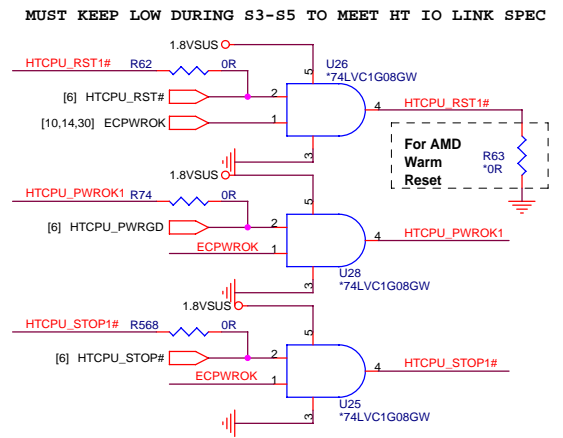 MUST KEEP LOW DURING S3-S5 TO MEET HT IO LINK SPEC
1.8VSUS
HTCPU_RST1# R62 0R
U26
*74LVC1G08GW
5
[6] HTCPU_RST# 2
4 HTCPU_RST1#
[10,14,30] ECPWROK 1
3
For AMD
Warm
Reset
R63
*0R
1.8VSUS
HTCPU_PWROK1 R74 0R
5
[6] HTCPU_PWRGD 2
4 HTCPU_PWROK1
ECPWROK 1
3
U28
*74LVC1G08GW
1.8VSUS
HTCPU_STOP1# R568 0R
5
[6] HTCPU_STOP# 2
4 HTCPU_STOP1#
ECPWROK 1
3
U25
*74LVC1G08GW